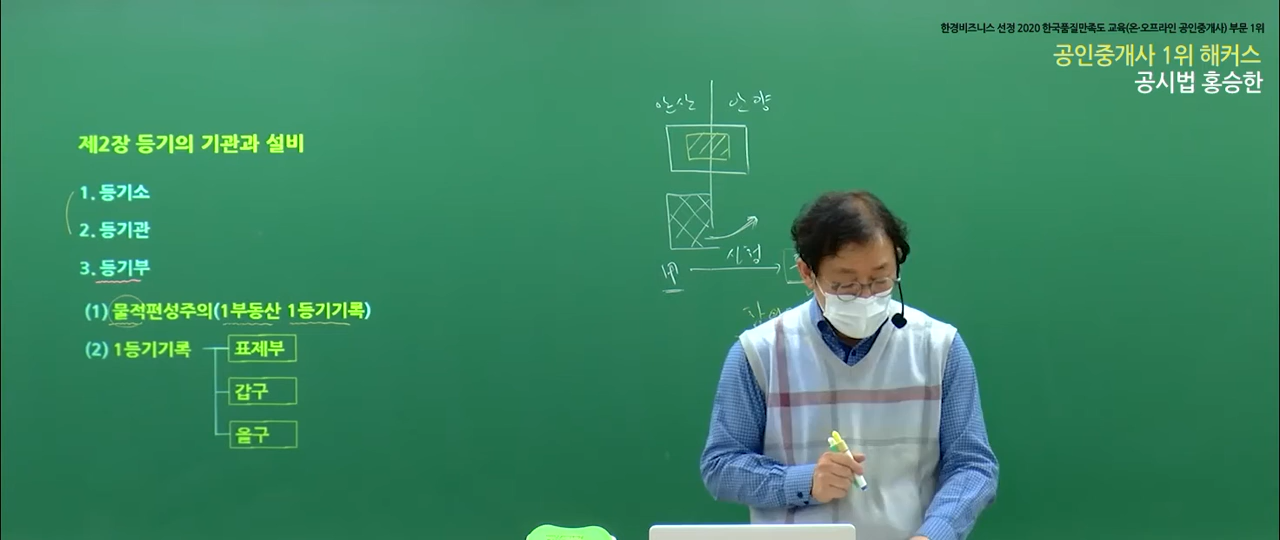 한경비즈니스 선정 2020 한국품질만족도 교육(온·오프라인 공인중개사) 부문 1위
공인중개사 1위 해커스
공시법 홍승한
제2장 등기의 기관과 설비
1. 등기소
2. 등기관
3. 등기부
(1) 물적편성주의(1부동산 1등기기록)
(2) 1등기기록
표제부
갑구
을구
안산 안양
甲 신청